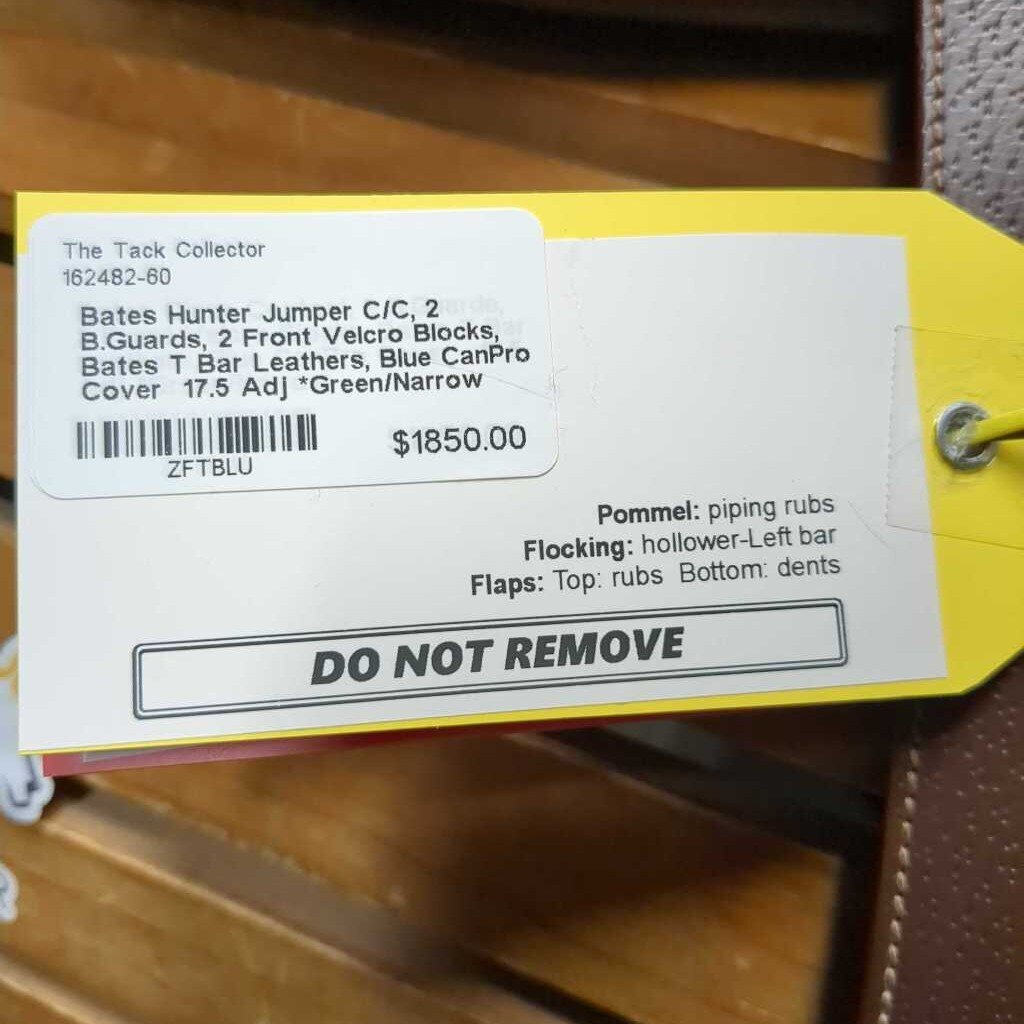 The Tack Collector
162482-60
Bates Hunter Jumper C/C, 2
B.Guards, 2 Front Velcro Blocks,
Bates T Bar Leathers, Blue CanPro
Cover 17.5 Adj *Green/Narrow
$1850.00
ZFTBLU
Pommel: piping rubs
Flocking: hollower-Left bar
Flaps: Top: rubs Bottom: dents
DO NOT REMOVE